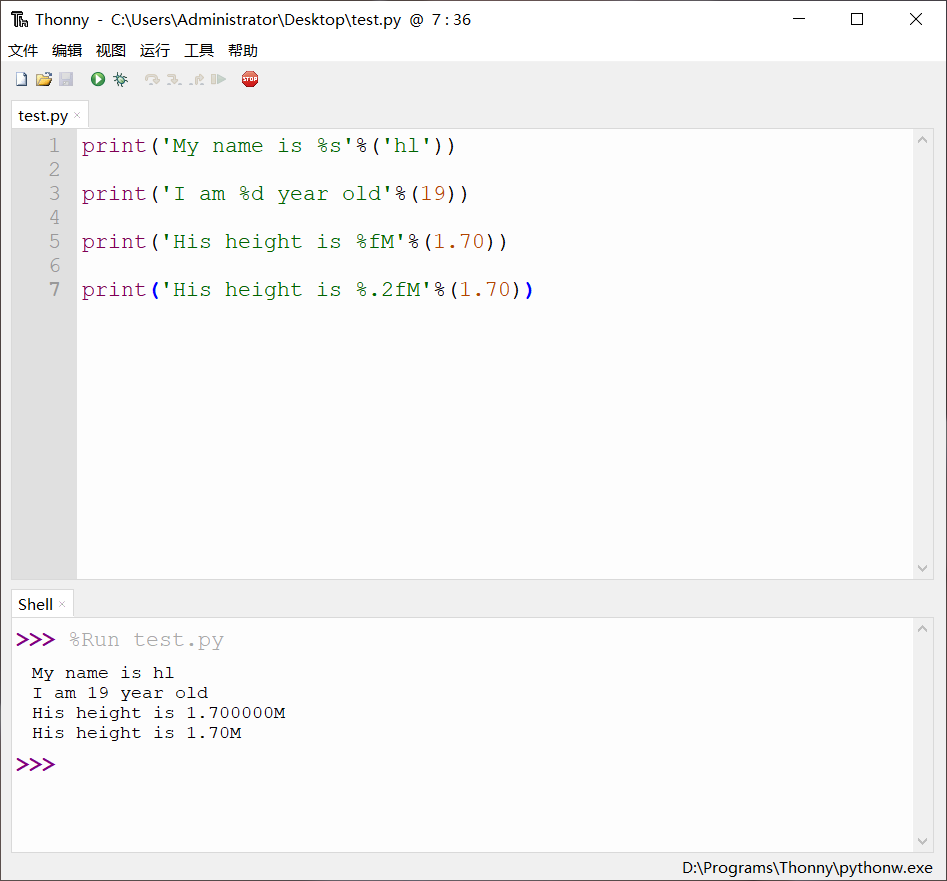 Thonny - C:\Users\Administrator\Desktop\test.py @ 7 : 36
文件 编辑 视图 运行 工具 帮助
STOP
test.py ×
1 print('My name is %s'%('hl'))
2
3 print('I am %d year old'%(19))
4
5 print('His height is %fM'%(1.70))
6
7 print('His height is %.2fM'%(1.70))
Shell ×
>>> %Run test.py
My name is hl
I am 19 year old
His height is 1.700000M
His height is 1.70M
>>>
D:\Programs\Thonny\pythonw.exe